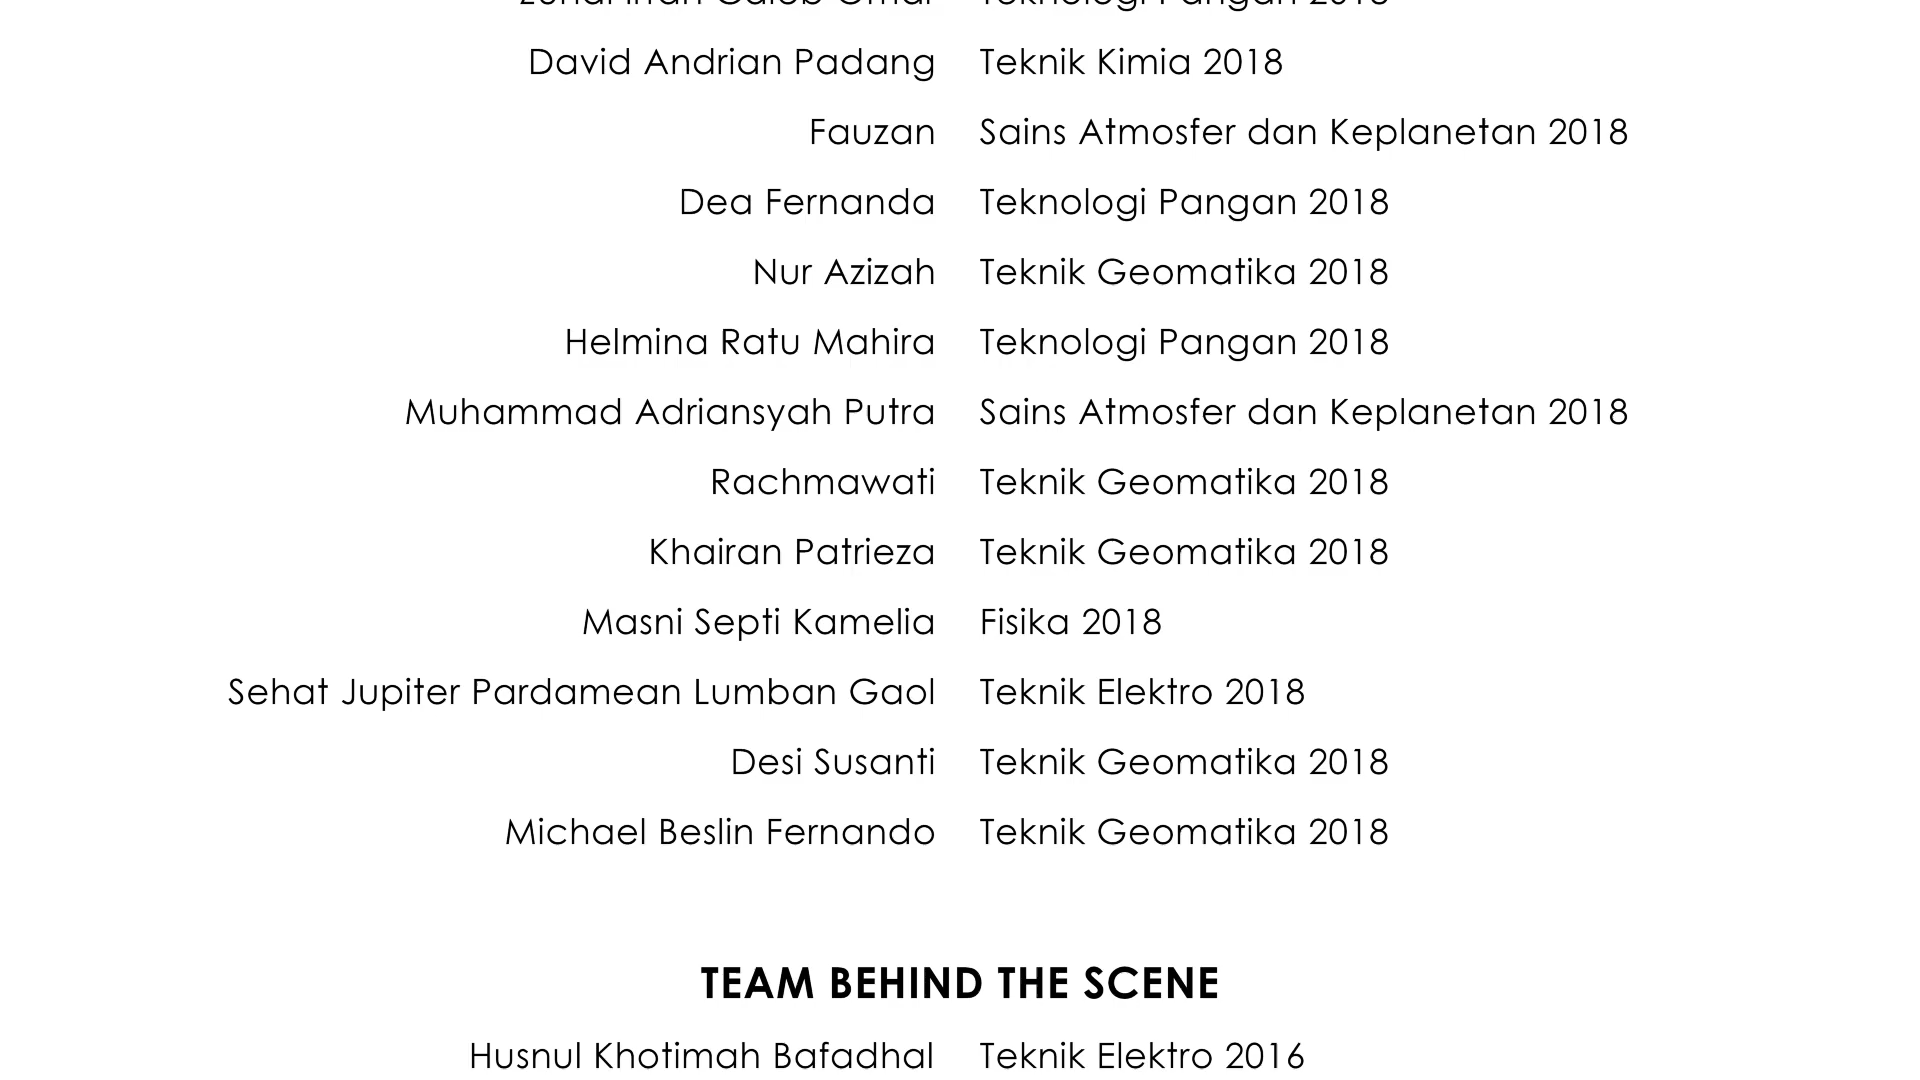 Teknologi Pangan 2018
David Andrian Padang Teknik Kimia 2018
Fauzan Sains Atmosfer dan Keplanetan 2018
Dea Fernanda Teknologi Pangan 2018
Nur Azizah Teknik Geomatika 2018
Helmina Ratu Mahira Teknologi Pangan 2018
Muhammad Adriansyah Putra Sains Atmosfer dan Keplanetan 2018
Rachmawati Teknik Geomatika 2018
Khairan Patrieza Teknik Geomatika 2018
Masni Septi Kamelia Fisika 2018
Sehat Jupiter Pardamean Lumban Gaol Teknik Elektro 2018
Desi Susanti Teknik Geomatika 2018
Michael Beslin Fernando Teknik Geomatika 2018
TEAM BEHIND THE SCENE
Husnul Khotimah Bafadhal Teknik Elektro 2016